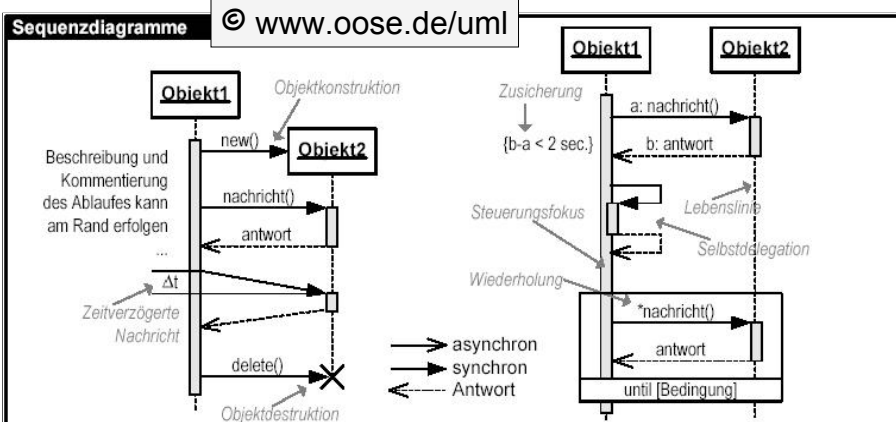 Sequenzdiagramme
© www.oose.de/uml
Objekt1
Objektkonstruktion
new()
Objekt2
Beschreibung und
Kommentierung
des Ablaufes kann
am Rand erfolgen
...
nachricht()
antwort
Δt
Zeitverzögerte
Nachricht
delete()
Objektdestruktion
asynchron
synchron
Antwort
Objekt1
Objekt2
Zusicherung
a: nachricht()
{b-a < 2 sec.}
b: antwort
Steuerungsfokus
Lebenslinie
Selbstdelegation
Wiederholung
*nachricht()
antwort
until [Bedingung]